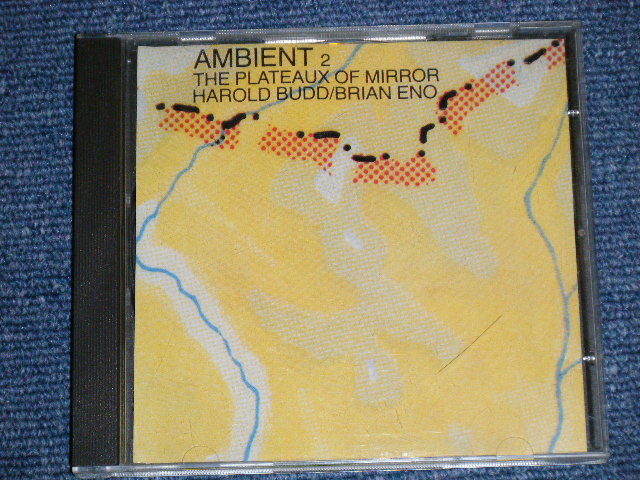 AMBIENT 2
THE PLATEAUX OF MIRROR
HAROLD BUDD/BRIAN ENO